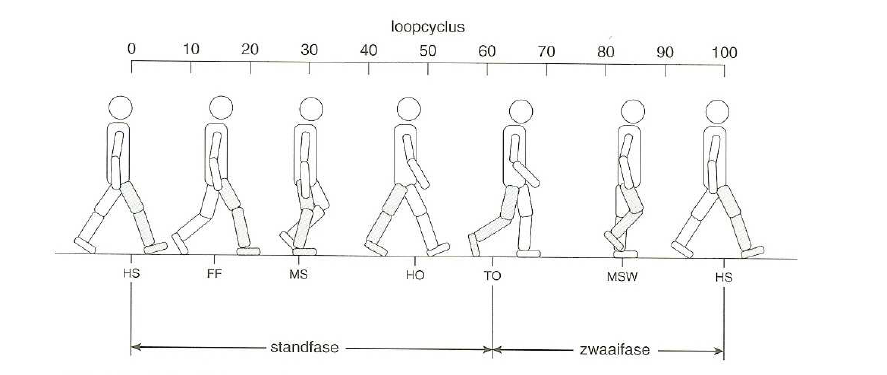 loopcyclus
0 10 20 30 40 50 60 70 80 90 100
HS FF MS HO TO MSW HS
standfase zwaaifase